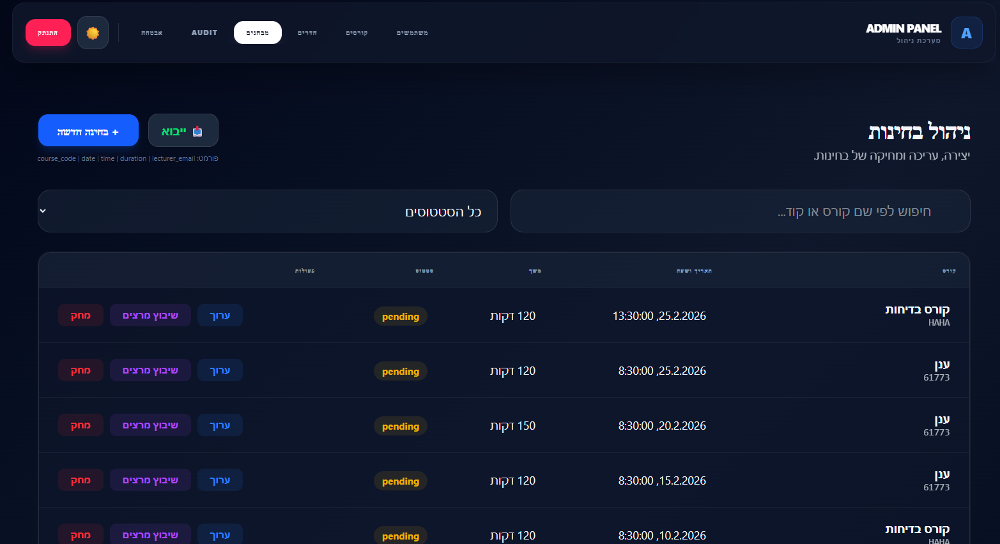 A
ADMIN PANEL
מערכת ניהול
משתמשים
קורסים
חדרים
מבחנים
AUDIT
אבטחה
התנתק
ניהול בחינות
יצירה, עריכה ומחיקה של בחינות.
ייבוא
+ בחינה חדשה
פורמט: course_code | date | time | duration | lecturer_email
חיפוש לפי שם קורס או קוד...
כל הסטטוסים
קורס תאריך ושעה משך סטטוס פעולות
קורס בדיחות
HAHA
25.2.2026, 13:30:00
120 דקות
pending
ערוך
שיבוץ מרצים
מחק
ענן
61773
25.2.2026, 8:30:00
120 דקות
pending
ערוך
שיבוץ מרצים
מחק
ענן
61773
20.2.2026, 8:30:00
150 דקות
pending
ערוך
שיבוץ מרצים
מחק
ענן
61773
15.2.2026, 8:30:00
120 דקות
pending
ערוך
שיבוץ מרצים
מחק
קורס בדיחות
HAHA
10.2.2026, 8:30:00
120 דקות
pending
ערוך
שיבוץ מרצים
מחק